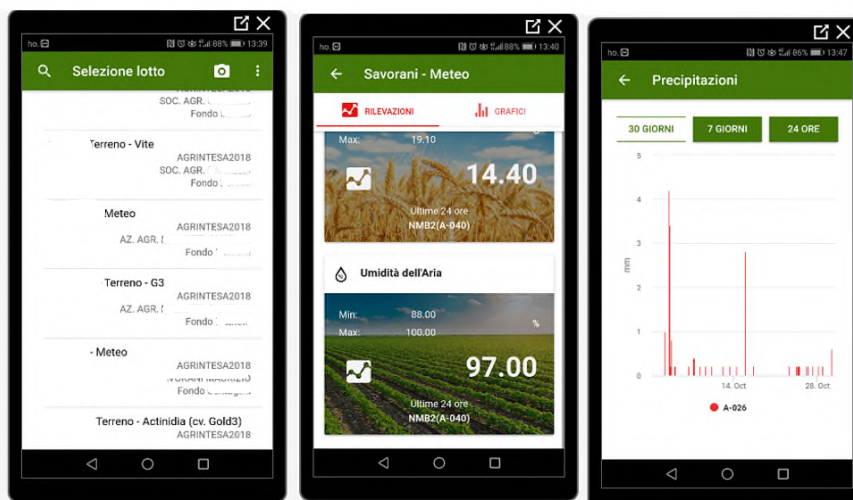 ho. 88% 13:39
Selezione lotto
AGRINTESA2018
SOC. AGR.
Fondo
Terreno - Vite
AGRINTESA2018
SOC. AGR.
Fondo
Meteo
AGRINTESA2018
AZ. AGR.
Fondo
Terreno - G3
AGRINTESA2018
AZ. AGR.
Fondo
- Meteo
AGRINTESA2018
Fondo
Terreno - Actinidia (cv. Gold3)
AGRINTESA2018
ho. 88% 13:40
Savorani - Meteo
RILEVAZIONI GRAFICI
Max: 19.10
14.40
Ultime 24 ore
NMB2(A-040)
Umidità dell'Aria
Min: 88.00
Max: 100.00 %
97.00
Ultime 24 ore
NMB2(A-040)
ho. 86% 13:47
Precipitazioni
30 GIORNI 7 GIORNI 24 ORE
5
4
3
mm
2
1
0
14. Oct 28. Oct
A-026